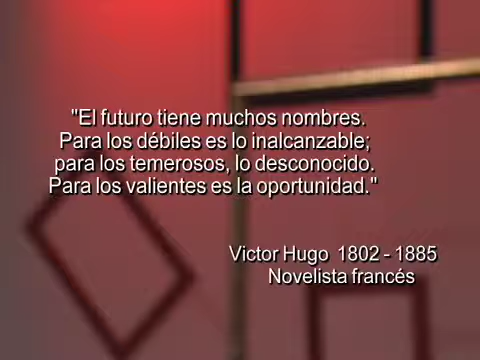 "El futuro tiene muchos nombres.
Para los débiles es lo inalcanzable;
para los temerosos, lo desconocido.
Para los valientes es la oportunidad."
Victor Hugo 1802 - 1885
Novelista francés